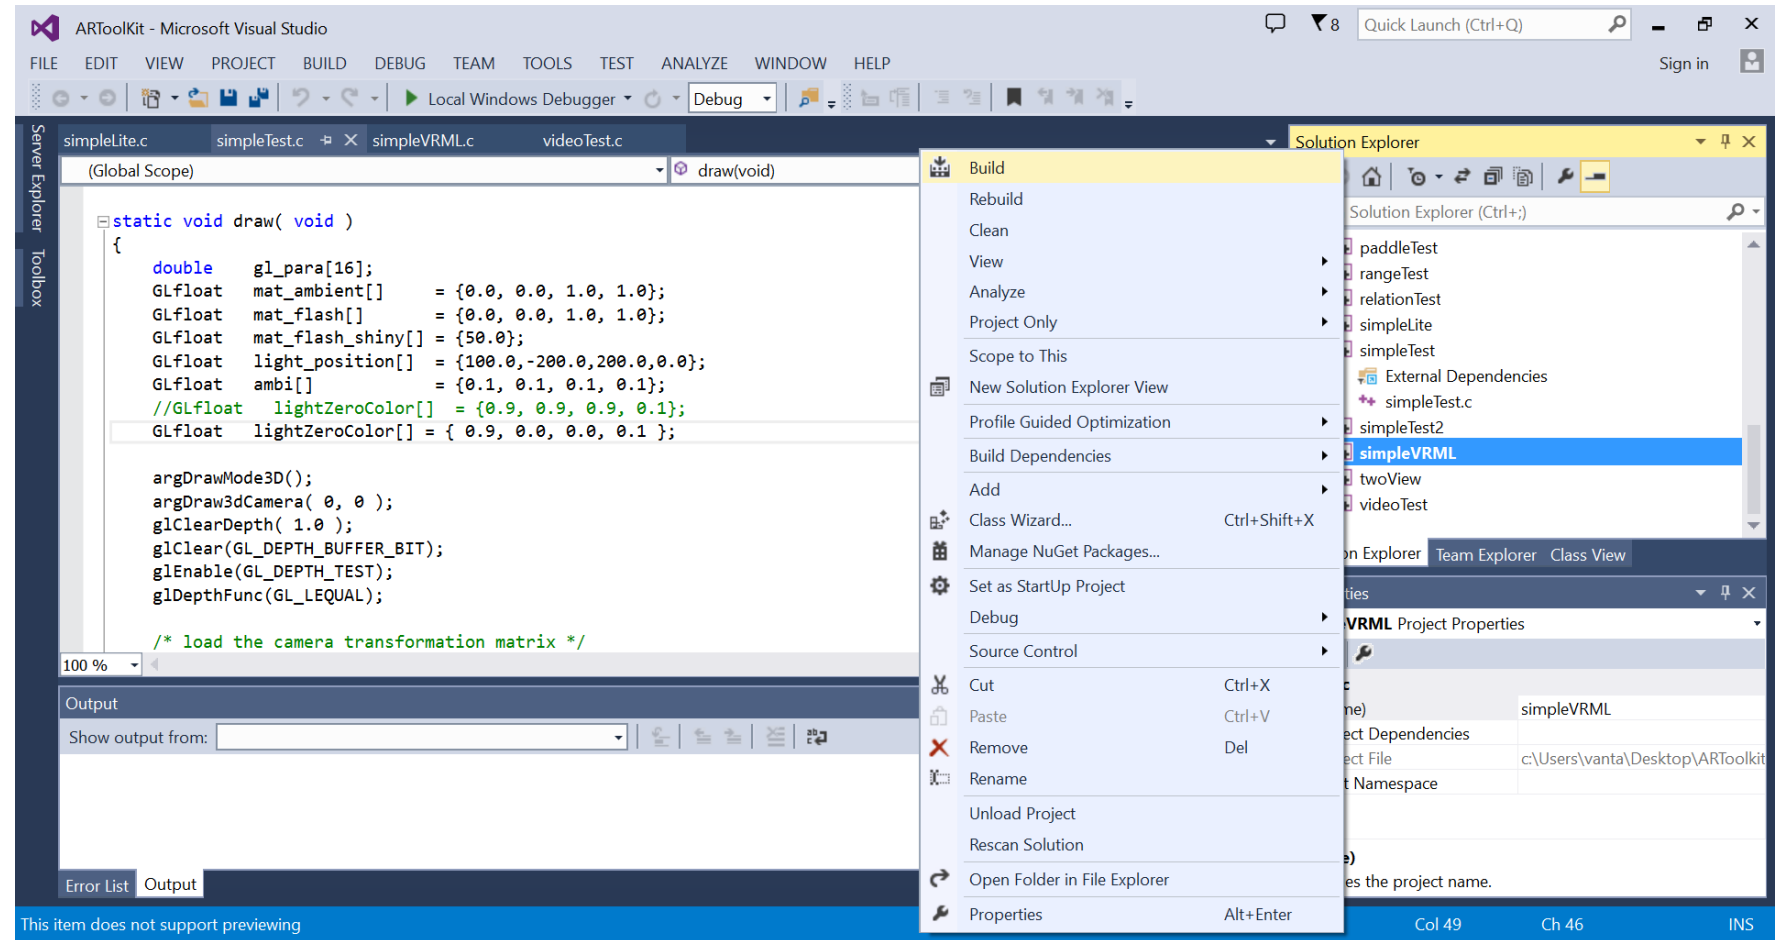 ARToolKit - Microsoft Visual Studio
8
Quick Launch (Ctrl+Q)
FILE EDIT VIEW PROJECT BUILD DEBUG TEAM TOOLS TEST ANALYZE WINDOW HELP
Sign in
Local Windows Debugger
Debug
Server Explorer
Toolbox
simpleLite.c simpleTest.c simpleVRML.c videoTest.c
(Global Scope)
draw(void)
static void draw( void )
{
double gl_para[16];
GLfloat mat_ambient[] = {0.0, 0.0, 1.0, 1.0};
GLfloat mat_flash[] = {0.0, 0.0, 1.0, 1.0};
GLfloat mat_flash_shiny[] = {50.0};
GLfloat light_position[] = {100.0,-200.0,200.0,0.0};
GLfloat ambi[] = {0.1, 0.1, 0.1, 0.1};
//GLfloat lightZeroColor[] = {0.9, 0.9, 0.9, 0.1};
GLfloat lightZeroColor[] = { 0.9, 0.0, 0.0, 0.1 };
argDrawMode3D();
argDraw3dCamera( 0, 0 );
glClearDepth( 1.0 );
glClear(GL_DEPTH_BUFFER_BIT);
glEnable(GL_DEPTH_TEST);
glDepthFunc(GL_LEQUAL);
/* load the camera transformation matrix */
100 %
Output
Show output from:
Error List Output
This item does not support previewing
Build
Rebuild
Clean
View
Analyze
Project Only
Scope to This
New Solution Explorer View
Profile Guided Optimization
Build Dependencies
Add
Class Wizard... Ctrl+Shift+X
Manage NuGet Packages...
Set as StartUp Project
Debug
Source Control
Cut Ctrl+X
Paste Ctrl+V
Remove Del
Rename
Unload Project
Rescan Solution
Open Folder in File Explorer
Properties Alt+Enter
Solution Explorer
Solution Explorer (Ctrl+;)
paddleTest
rangeTest
relationTest
simpleLite
simpleTest
External Dependencies
simpleTest.c
simpleTest2
simpleVRML
twoView
videoTest
on Explorer Team Explorer Class View
ties
VRML Project Properties
c
me) simpleVRML
ect Dependencies
ect File c:\Users\vanta\Desktop\ARToolkit
t Namespace
e)
es the project name.
Col 49 Ch 46 INS